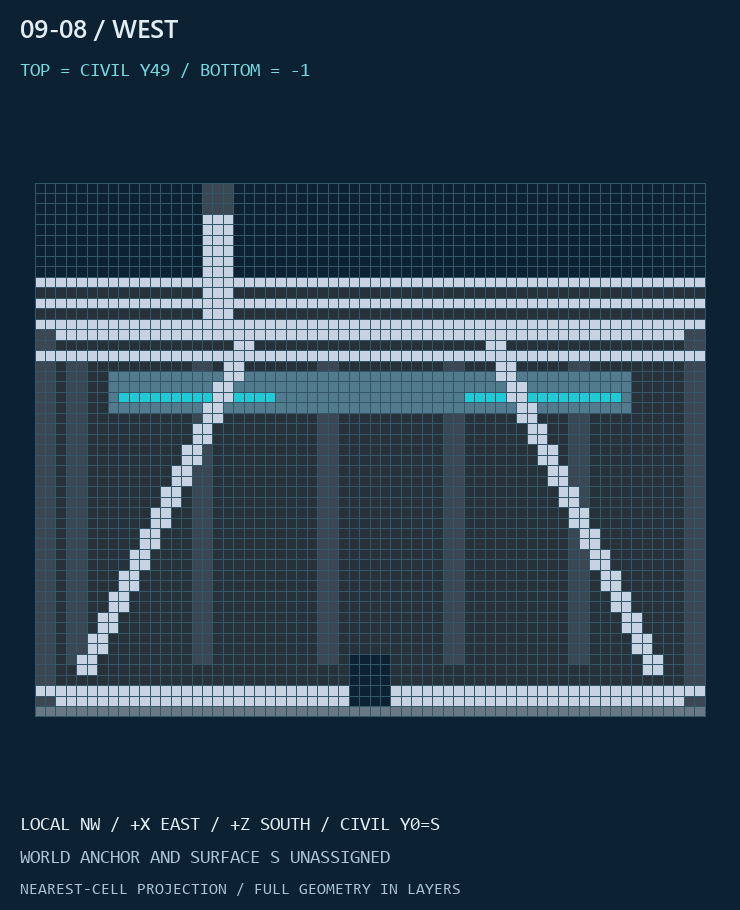 09-08 / WEST
TOP = CIVIL Y49 / BOTTOM = -1
LOCAL NW / +X EAST / +Z SOUTH / CIVIL Y0=S
WORLD ANCHOR AND SURFACE S UNASSIGNED
NEAREST-CELL PROJECTION / FULL GEOMETRY IN LAYERS